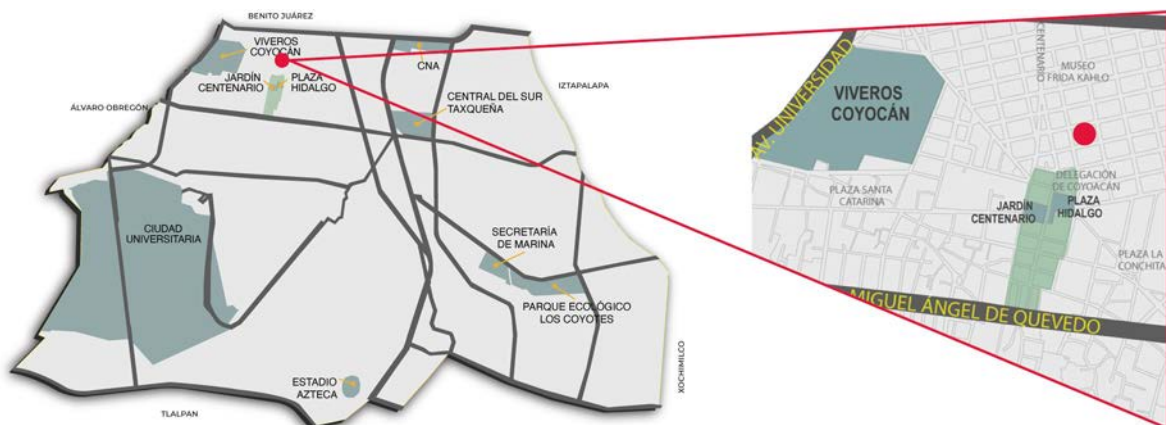 BENITO JUÁREZ
VIVEROS
COYOCÁN
CNA
JARDÍN
CENTENARIO
PLAZA
HIDALGO
IZTAPALAPA
ÁLVARO OBREGÓN
CENTRAL DEL SUR
TAXQUEÑA
CIUDAD
UNIVERSITARIA
SECRETARÍA
DE MARINA
PARQUE ECOLÓGICO
LOS COYOTES
XOCHIMILCO
ESTADIO
AZTECA
TLALPAN
AV. UNIVERSIDAD
CENTENARIO
MUSEO
FRIDA KAHLO
VIVEROS
COYOCÁN
PLAZA SANTA
CATARINA
DELEGACIÓN
DE COYOACÁN
JARDÍN
CENTENARIO
PLAZA
HIDALGO
PLAZA LA
CONCHITA
MIGUEL ÁNGEL DE QUEVEDO